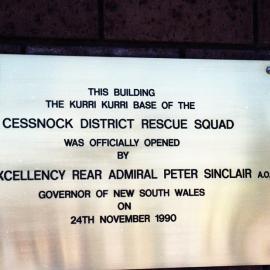 THIS BUILDING
THE KURRI KURRI BASE OF THE
CESSNOCK DISTRICT RESCUE SQUAD
WAS OFFICIALLY OPENED
BY
XCELLENCY REAR ADMIRAL PETER SINCLAIR A.O.
GOVERNOR OF NEW SOUTH WALES
ON
24TH NOVEMBER 1990